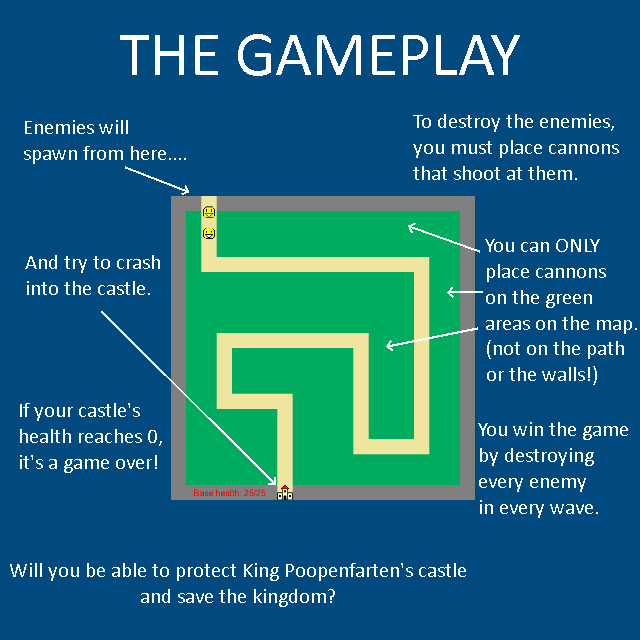 THE GAMEPLAY
Enemies will
spawn from here....
To destroy the enemies,
you must place cannons
that shoot at them.
And try to crash
into the castle.
You can ONLY
place cannons
on the green
areas on the map.
(not on the path
or the walls!)
If your castle's
health reaches 0,
it's a game over!
You win the game
by destroying
every enemy
in every wave.
Base health: 25/25
Will you be able to protect King Poopenfarten's castle
and save the kingdom?